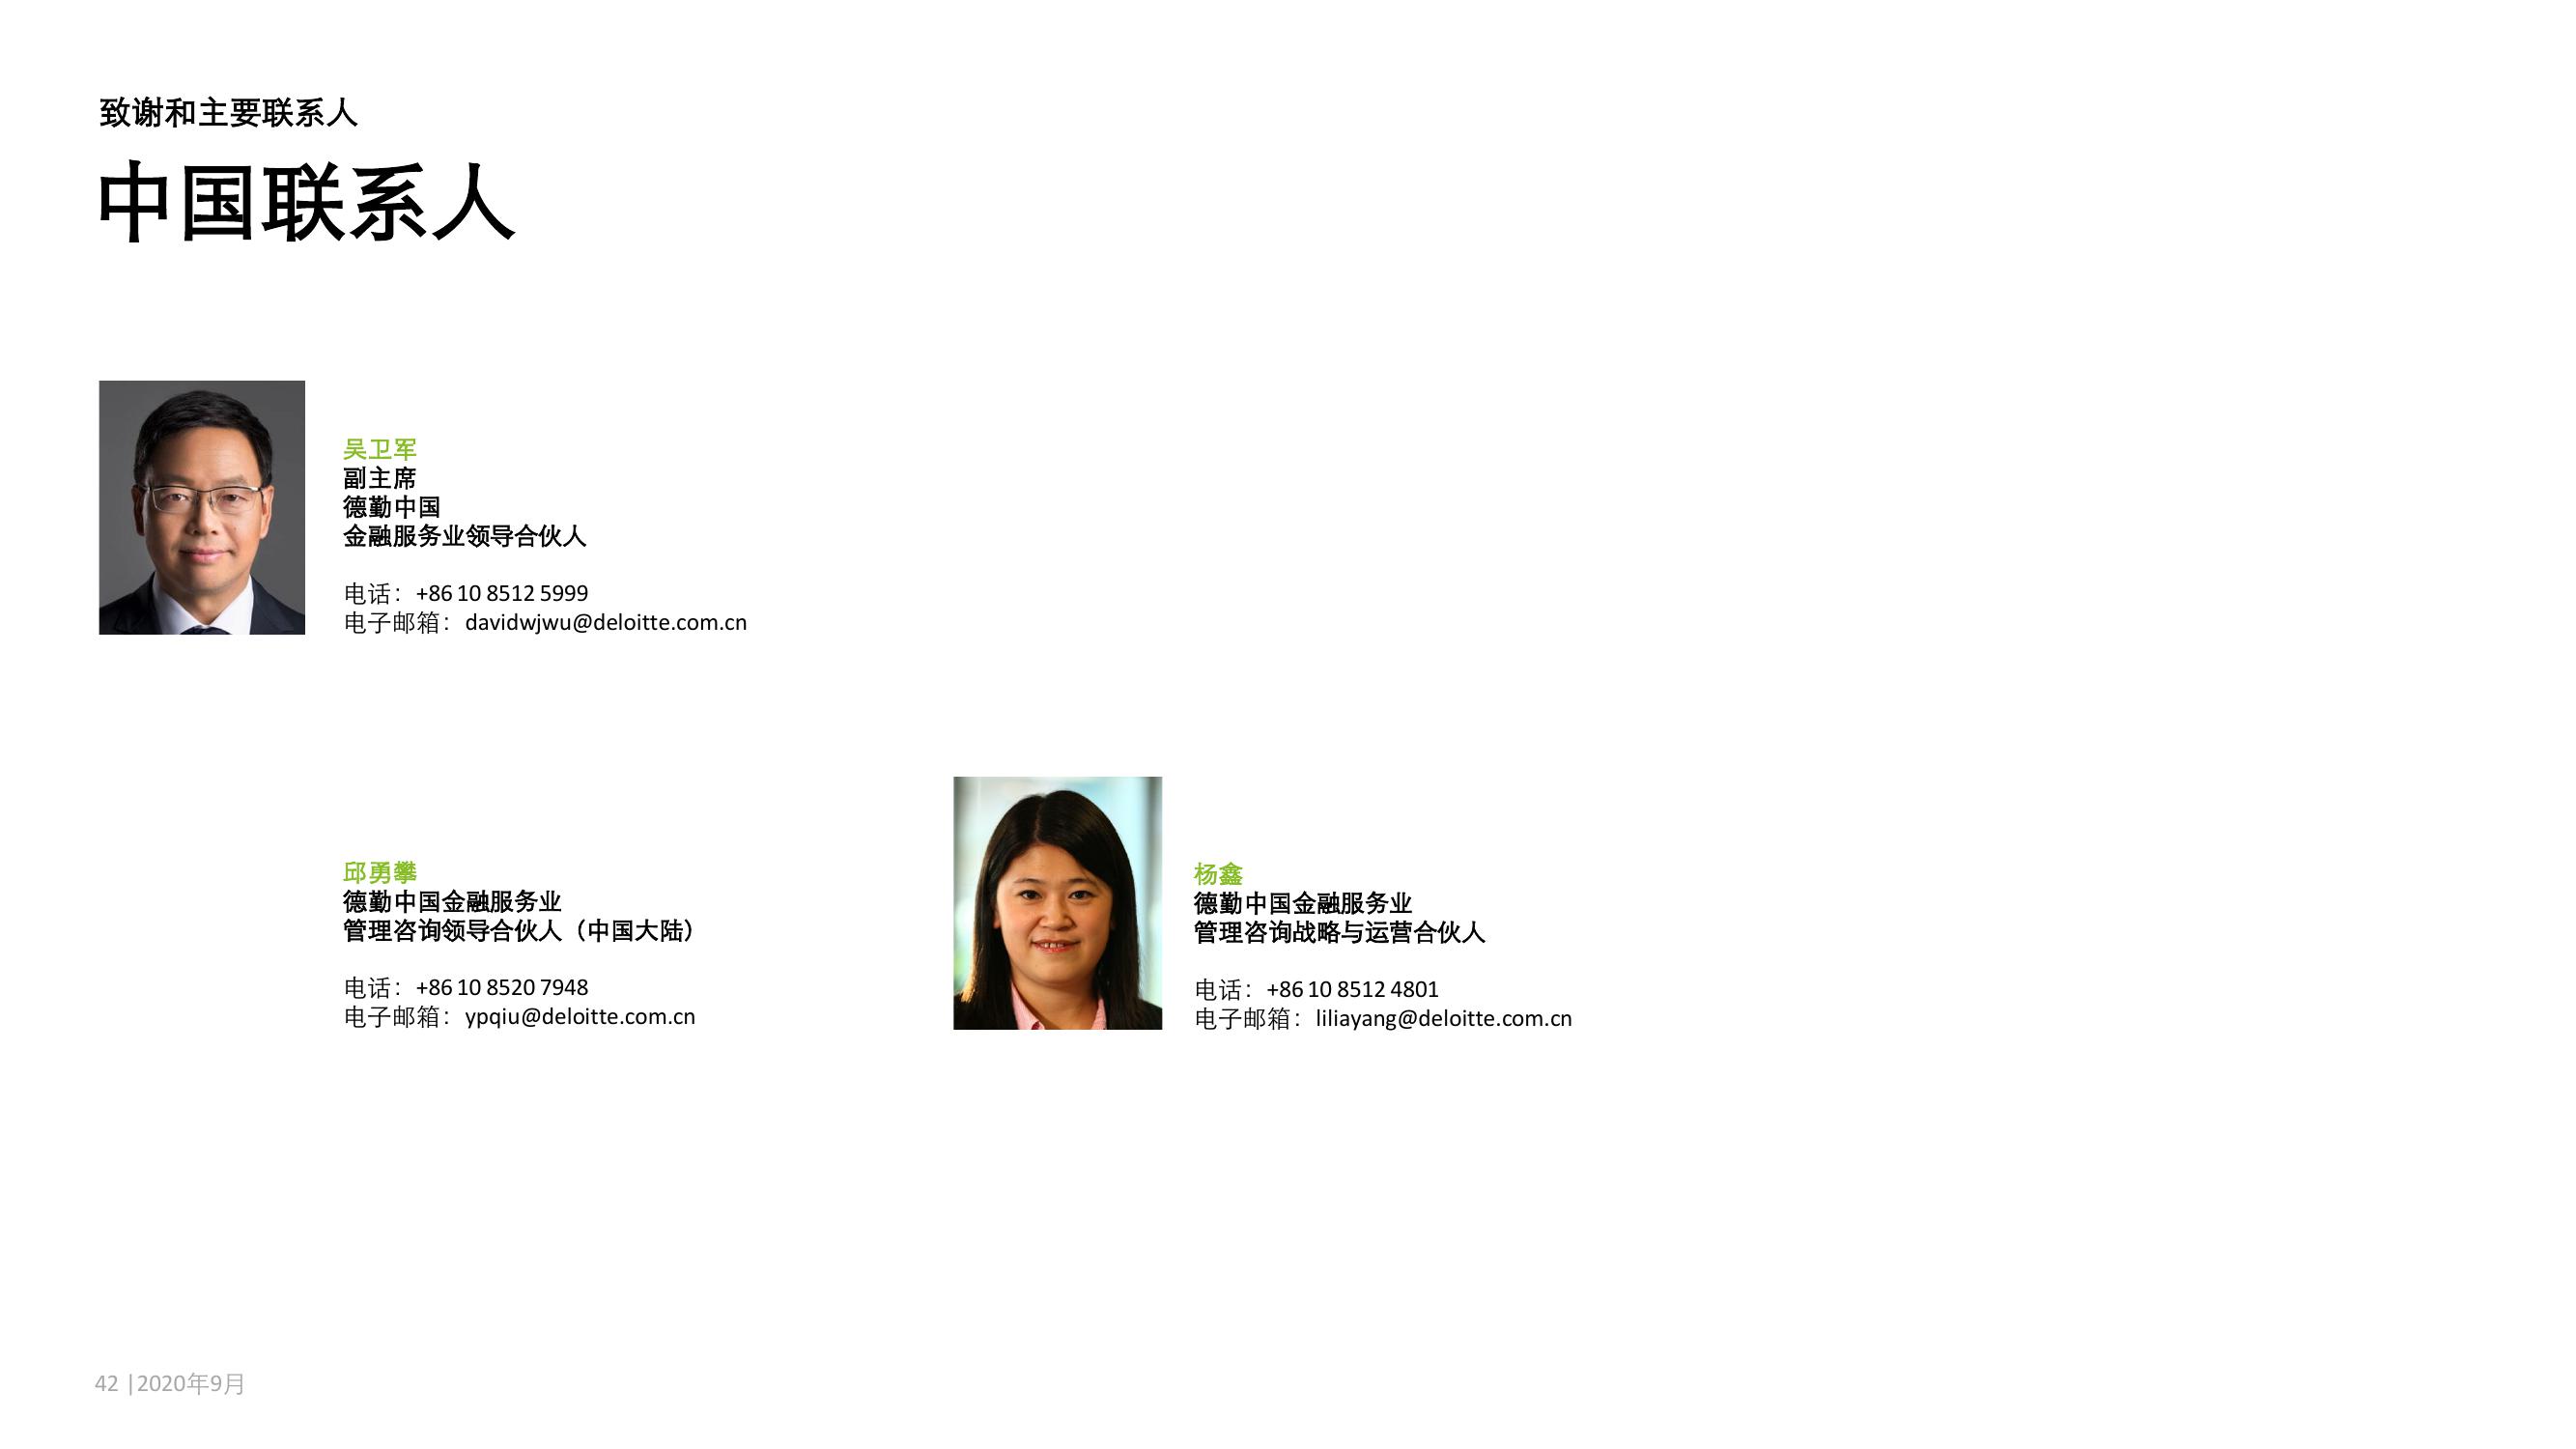 致谢和主要联系人
中国联系人
吴卫军
副主席
德勤中国
金融服务业领导合伙人
电话：+86 10 8512 5999
电子邮箱：davidwjwu@deloitte.com.cn
邱勇攀
德勤中国金融服务业
管理咨询领导合伙人（中国大陆）
电话：+86 10 8520 7948
电子邮箱：ypqiu@deloitte.com.cn
杨鑫
德勤中国金融服务业
管理咨询战略与运营合伙人
电话：+86 10 8512 4801
电子邮箱：liliayang@deloitte.com.cn
42 |2020年9月